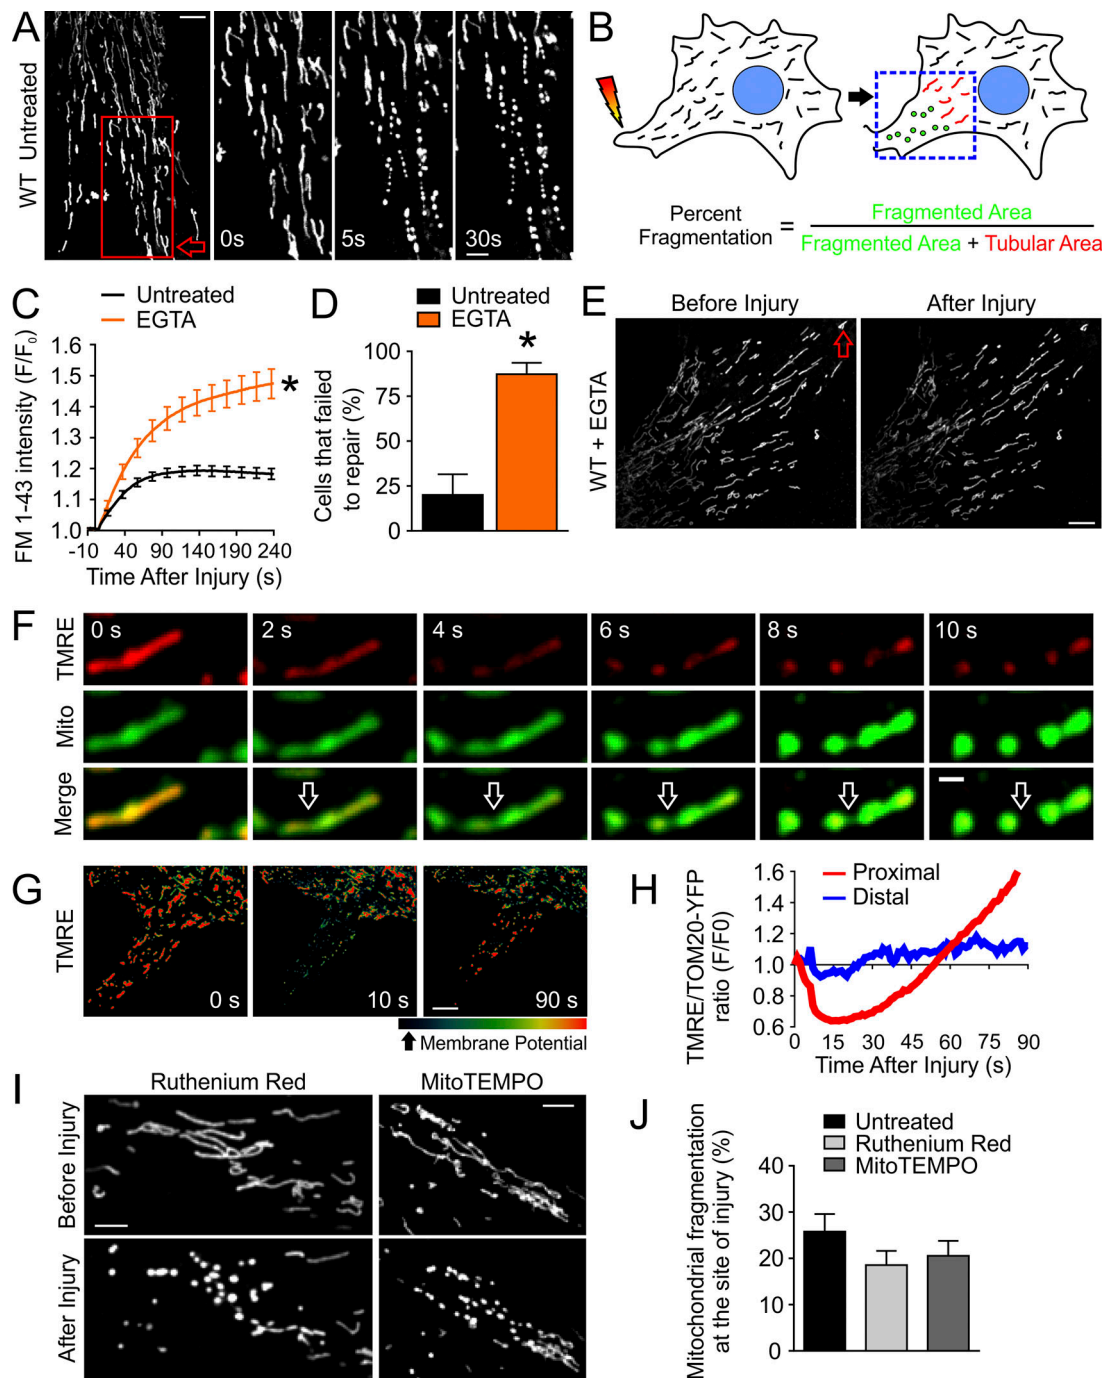 A
WT Untreated
0s
5s
30s
B
Percent Fragmentation = Fragmented Area / Fragmented Area + Tubular Area
C
Untreated
EGTA
FM 1-43 intensity (F/F₀)
1.6
1.5
1.4
1.3
1.2
1.1
1.0
-10 40 90 140 190 240
Time After Injury (s)
*
D
Untreated
EGTA
Cells that failed
to repair (%)
100
75
50
25
0
*
E
Before Injury After Injury
WT + EGTA
F
TMRE
0 s 2 s 4 s 6 s 8 s 10 s
Mito
Merge
G
TMRE
0 s 10 s 90 s
Membrane Potential
H
Proximal
Distal
TMRE/TOM20-YFP
ratio (F/F0)
1.6
1.4
1.2
1.0
0.8
0.6
0 15 30 45 60 75 90
Time After Injury (s)
I
Ruthenium Red MitoTEMPO
Before Injury
After Injury
J
Untreated
Ruthenium Red
MitoTEMPO
Mitochondrial fragmentation
at the site of injury (%)
40
30
20
10
0